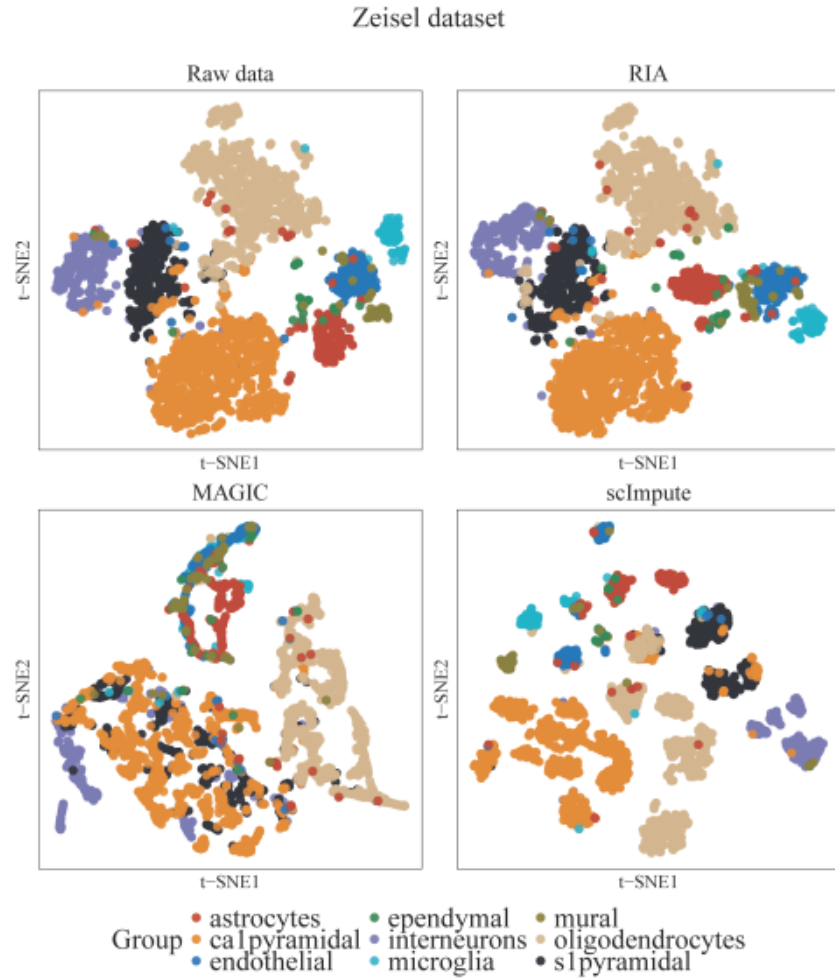 Zeisel dataset
Raw data
RIA
t-SNE2
t-SNE2
t-SNE1
t-SNE1
MAGIC
scImpute
t-SNE2
t-SNE2
t-SNE1
t-SNE1
Group
astrocytes
ependymal
mural
ca1pyramidal
interneurons
oligodendrocytes
endothelial
microglia
s1pyramidal